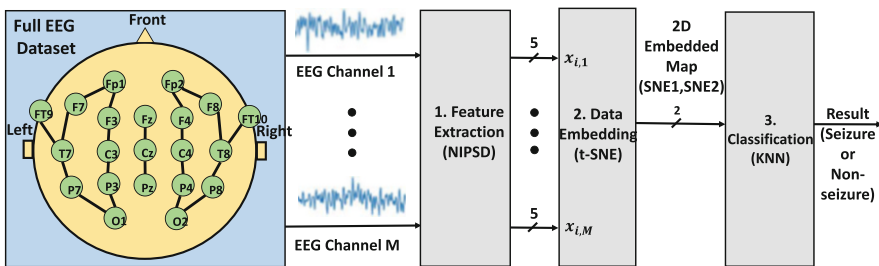 Full EEG
Dataset
Front
Left
Right
Fp1
Fp2
F7
F3
Fz
F4
F8
FT9
FT10
T7
C3
Cz
C4
T8
P7
P3
Pz
P4
P8
O1
O2
EEG Channel 1
EEG Channel M
1. Feature
Extraction
(NIPSD)
5
5
x_{i,1}
2. Data
Embedding
(t-SNE)
x_{i,M}
2D
Embedded
Map
(SNE1,SNE2)
2
3.
Classification
(KNN)
Result
(Seizure
or
Non-
seizure)